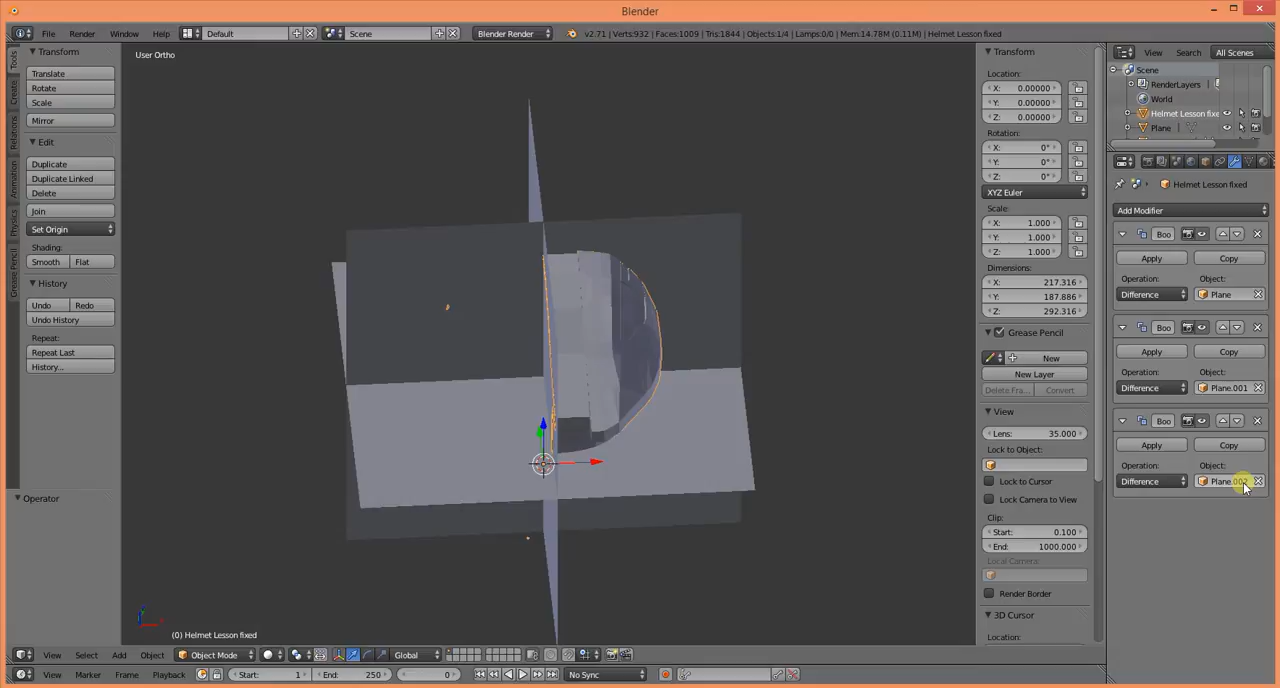 Blender
File Render Window Help Default Scene Blender Render v2.71 | Verts:932 | Faces:1009 | Tris:1844 | Objects:1/4 | Lamps:0/0 | Mem:14.78M (0.11M) | Helmet Lesson fixed
Tools
Create
Relations
Animation
Physics
Grease Pencil
Transform
Translate
Rotate
Scale
Mirror
Edit
Duplicate
Duplicate Linked
Delete
Join
Set Origin
Shading:
Smooth Flat
History
Undo Redo
Undo History
Repeat:
Repeat Last
History...
Operator
User Ortho
(0) Helmet Lesson fixed
Transform
Location:
X: 0.00000
Y: 0.00000
Z: 0.00000
Rotation:
X: 0°
Y: 0°
Z: 0°
XYZ Euler
Scale:
X: 1.000
Y: 1.000
Z: 1.000
Dimensions:
X: 217.316
Y: 187.886
Z: 292.316
Grease Pencil
New
New Layer
Delete Fra... Convert
View
Lens: 35.000
Lock to Object:
Lock to Cursor
Lock Camera to View
Clip:
Start: 0.100
End: 1000.000
Local Camera:
Render Border
3D Cursor
Location:
View Search All Scenes
Scene
RenderLayers
World
Helmet Lesson fixe
Plane
Helmet Lesson fixed
Add Modifier
Boo
Apply Copy
Operation: Object:
Difference Plane
Boo
Apply Copy
Operation: Object:
Difference Plane.001
Boo
Apply Copy
Operation: Object:
Difference Plane.002
View Select Add Object Object Mode Global
View Marker Frame Playback Start: 1 End: 250 0 No Sync